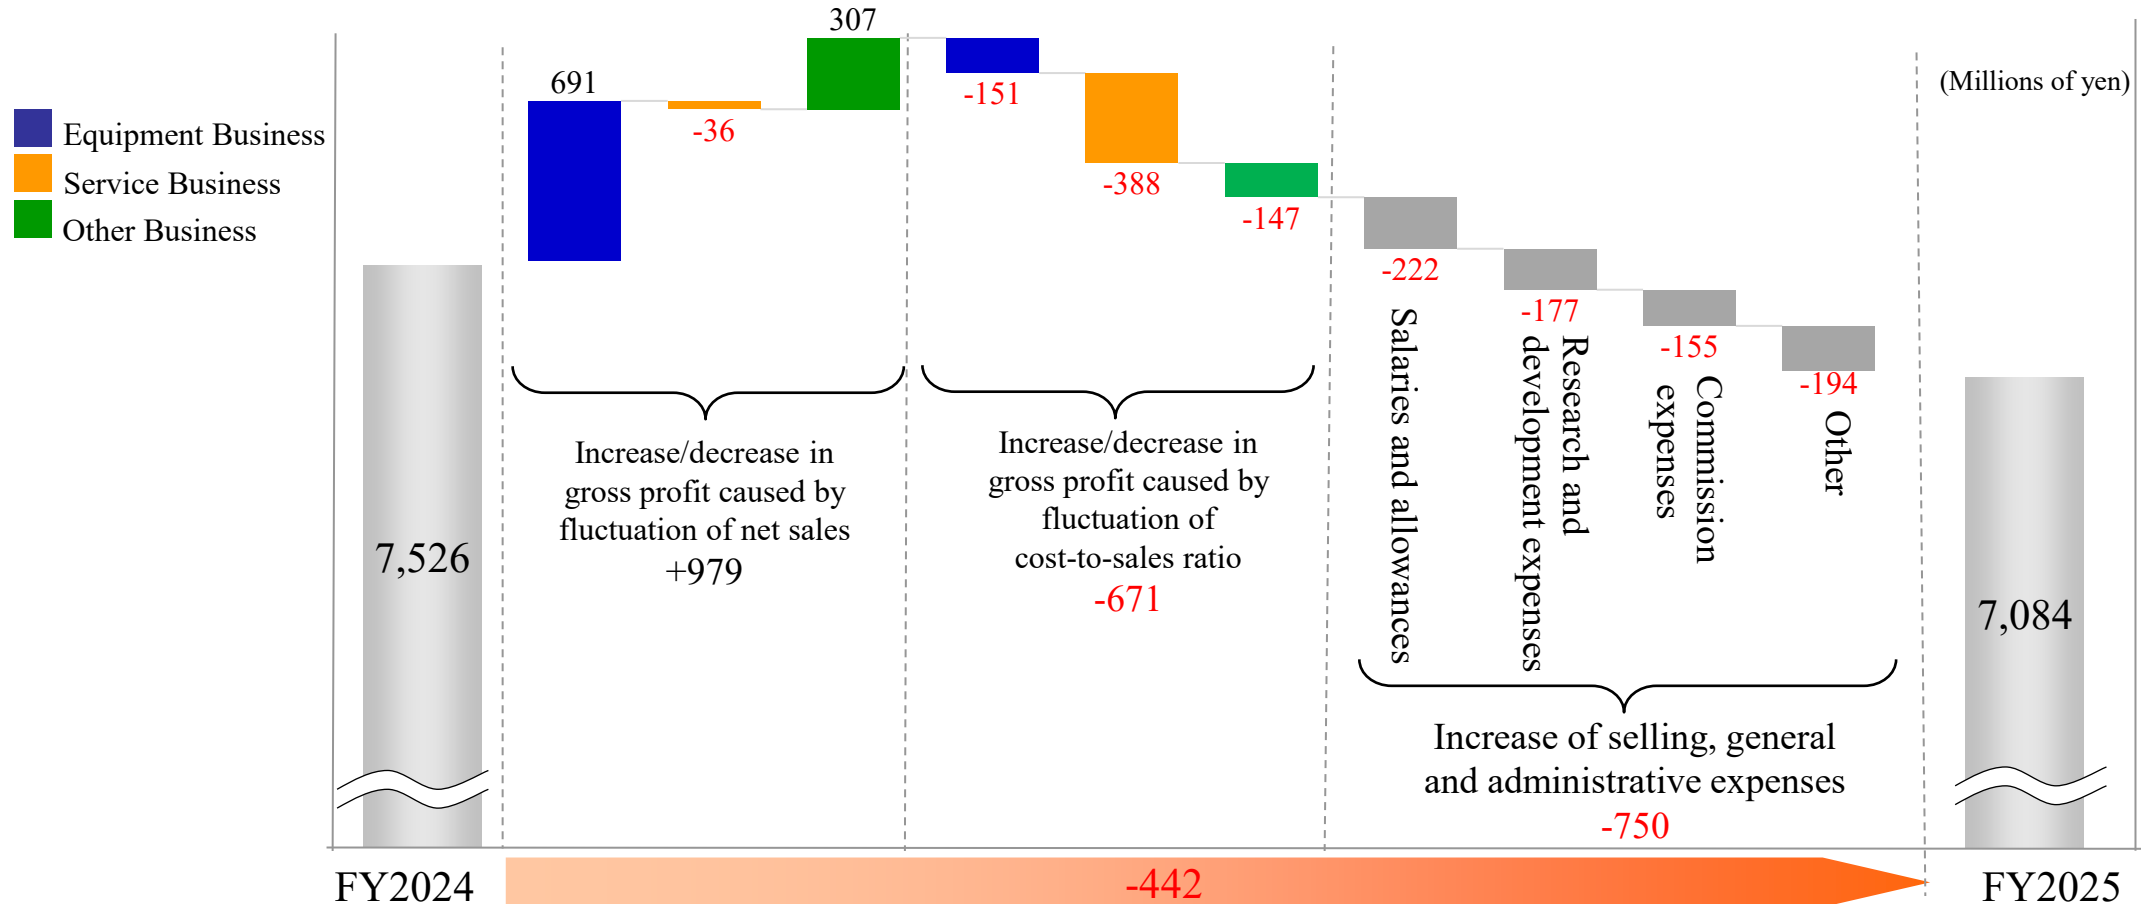 (Millions of yen)
Equipment Business
Service Business
Other Business
7,526
691
-36
307
Increase/decrease in
gross profit caused by
fluctuation of net sales
+979
-151
-388
-147
Increase/decrease in
gross profit caused by
fluctuation of
cost-to-sales ratio
-671
-222
Salaries and allowances
-177
Research and
development expenses
-155
Commission
expenses
-194
Other
Increase of selling, general
and administrative expenses
-750
7,084
FY2024
-442
FY2025